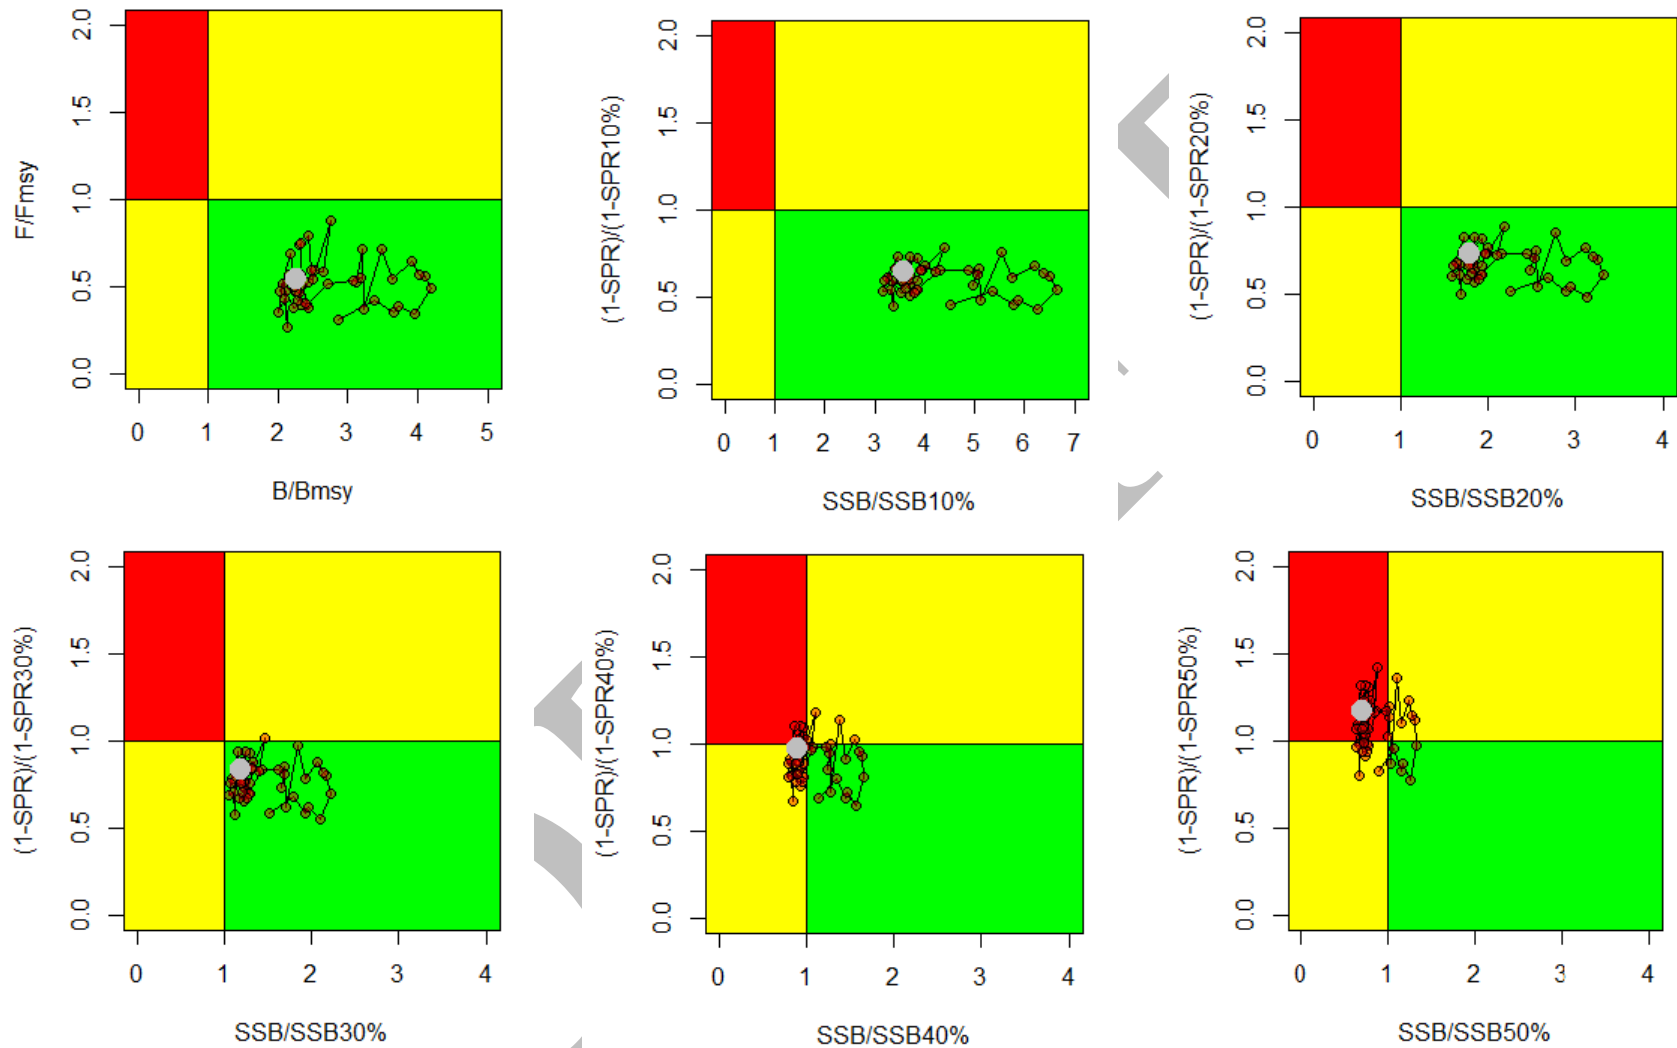 2.0
1.5
1.0
0.5
0.0
F/Fmsy
0 1 2 3 4 5
B/Bmsy
2.0
1.5
1.0
0.5
0.0
(1-SPR)/(1-SPR10%)
0 1 2 3 4 5 6 7
SSB/SSB10%
2.0
1.5
1.0
0.5
0.0
(1-SPR)/(1-SPR20%)
0 1 2 3 4
SSB/SSB20%
2.0
1.5
1.0
0.5
0.0
(1-SPR)/(1-SPR30%)
0 1 2 3 4
SSB/SSB30%
2.0
1.5
1.0
0.5
0.0
(1-SPR)/(1-SPR40%)
0 1 2 3 4
SSB/SSB40%
2.0
1.5
1.0
0.5
0.0
(1-SPR)/(1-SPR50%)
0 1 2 3 4
SSB/SSB50%